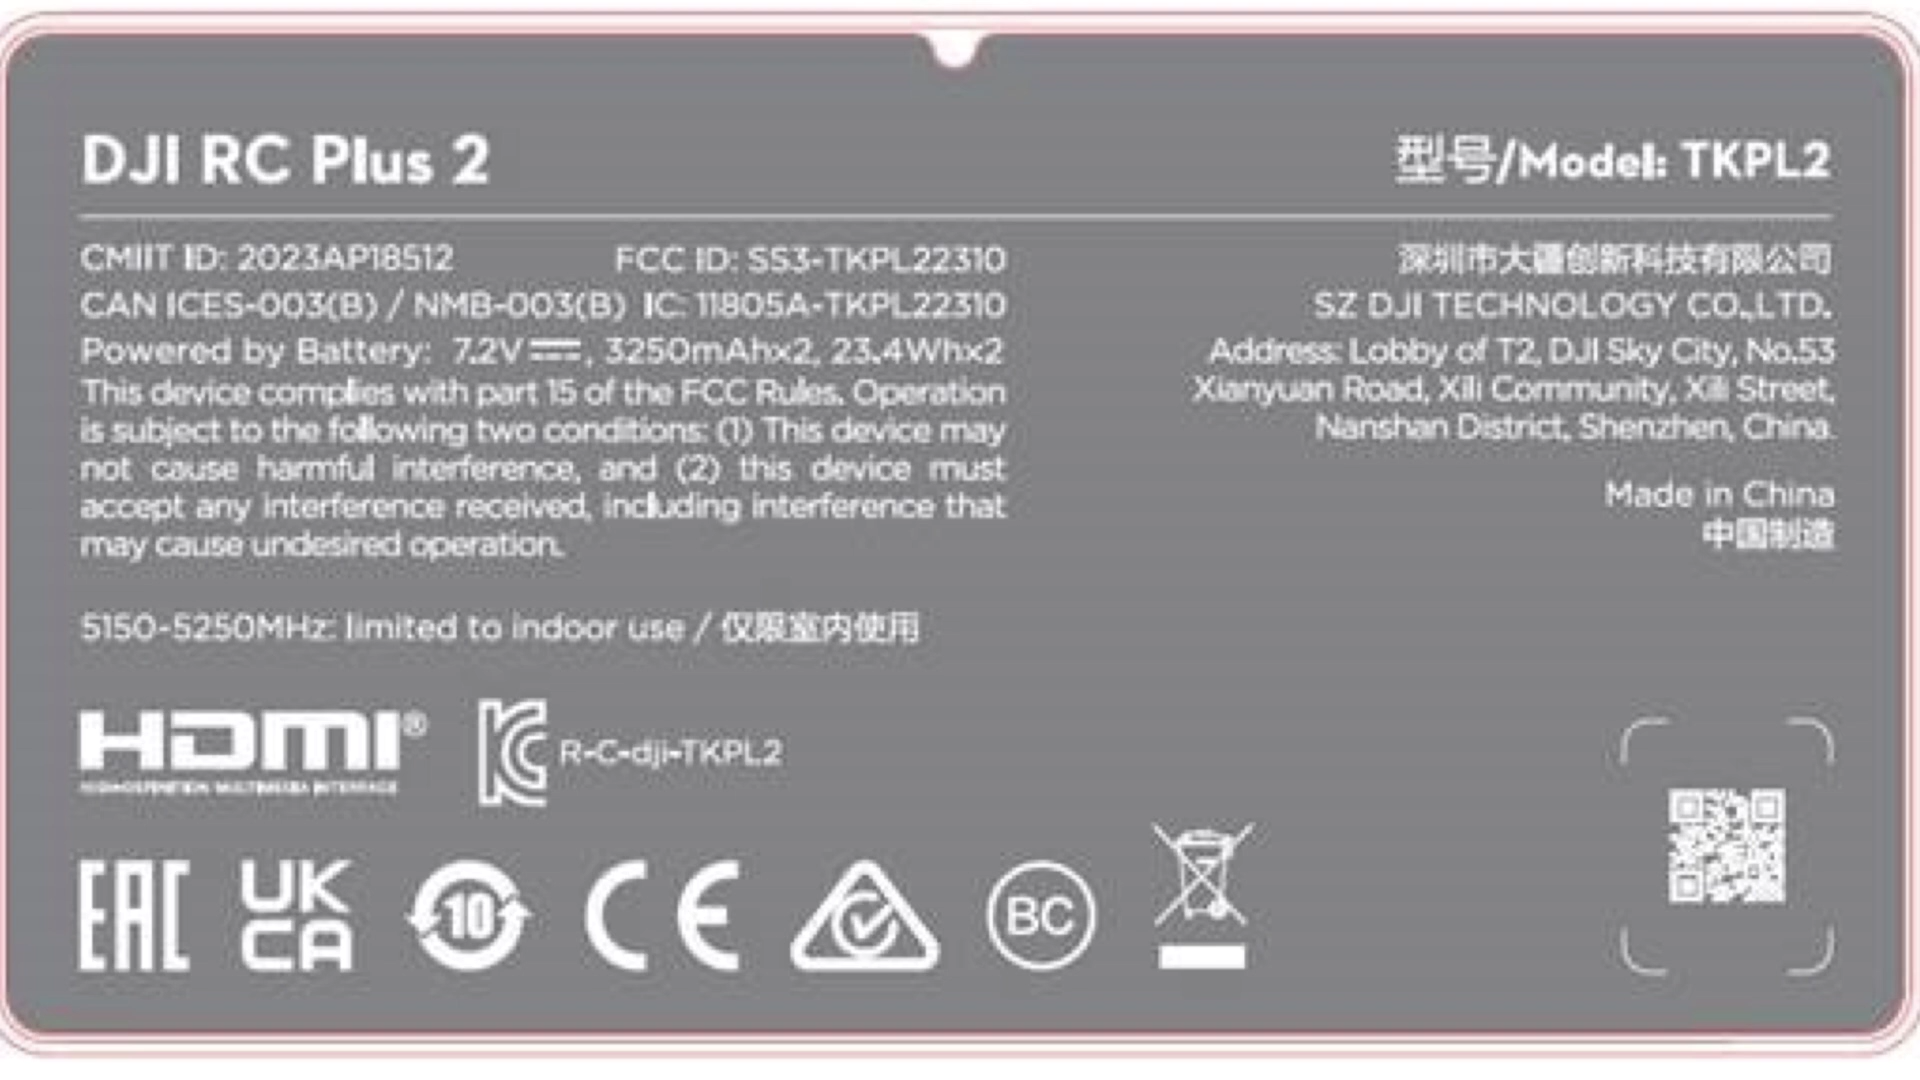 DJI RC Plus 2
型号/Model: TKPL2
CMIIT ID: 2023AP18512 FCC ID: SS3-TKPL22310
CAN ICES-003(B) / NMB-003(B) IC: 11805A-TKPL22310
Powered by Battery: 7.2V⎓, 3250mAhx2, 23.4Whx2
This device complies with part 15 of the FCC Rules. Operation
is subject to the following two conditions: (1) This device may
not cause harmful interference, and (2) this device must
accept any interference received, including interference that
may cause undesired operation.
深圳市大疆创新科技有限公司
SZ DJI TECHNOLOGY CO.,LTD.
Address: Lobby of T2, DJI Sky City, No.53
Xianyuan Road, Xili Community, Xili Street,
Nanshan District, Shenzhen, China.
Made in China
中国制造
5150-5250MHz: limited to indoor use / 仅限室内使用
HDMI®
HIGH-DEFINITION MULTIMEDIA INTERFACE
KC R-C-dji-TKPL2
EAC UK
CA 10 CE BC